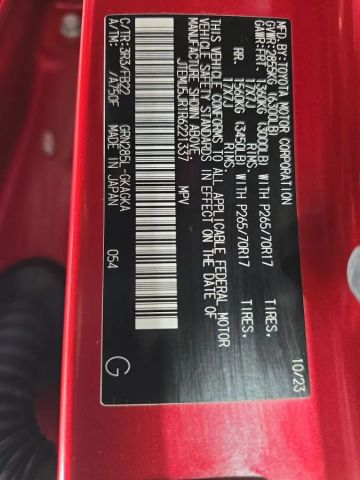 MFD. BY:TOYOTA MOTOR CORPORATION 10/23
GVWR: 2855KG (6300LB)
GAWR:FRT. 1360KG (3000LB) WITH P265/70R17 TIRES.
17X7J RIMS.
RR. 1560KG (3450LB) WITH P265/70R17 TIRES.
17X7J RIMS.
THIS VEHICLE CONFORMS TO ALL APPLICABLE FEDERAL MOTOR
VEHICLE SAFETY STANDARDS IN EFFECT ON THE DATE OF
MANUFACTURE SHOWN ABOVE.
JTEMU5JR1R6221337 MPV
C/TR:3R3/FB22 GRN285L-GKAGKA 054
A/TM: /A750F MADE IN JAPAN G